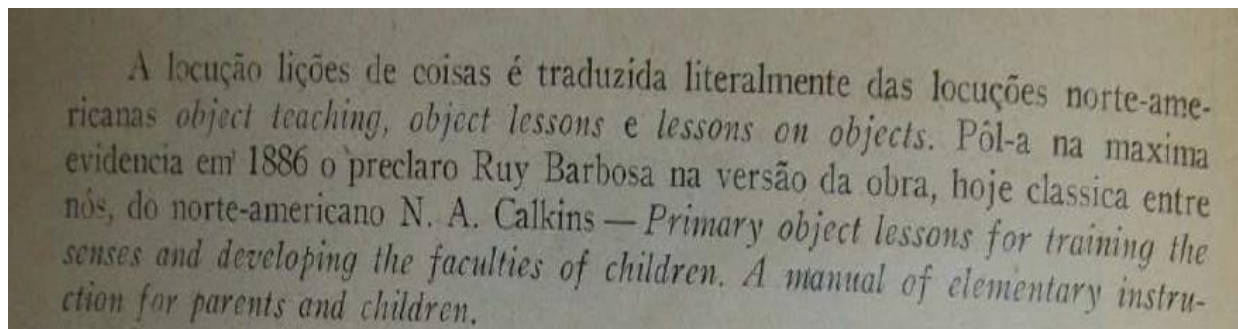 A locução lições de coisas é traduzida literalmente das locuções norte-ame-
ricanas object teaching, object lessons e lessons on objects. Pôl-a na maxima
evidencia em 1886 o preclaro Ruy Barbosa na versão da obra, hoje classica entre
nós, do norte-americano N. A. Calkins — Primary object lessons for training the
senses and developing the faculties of children. A manual of elementary instru-
ction for parents and children.